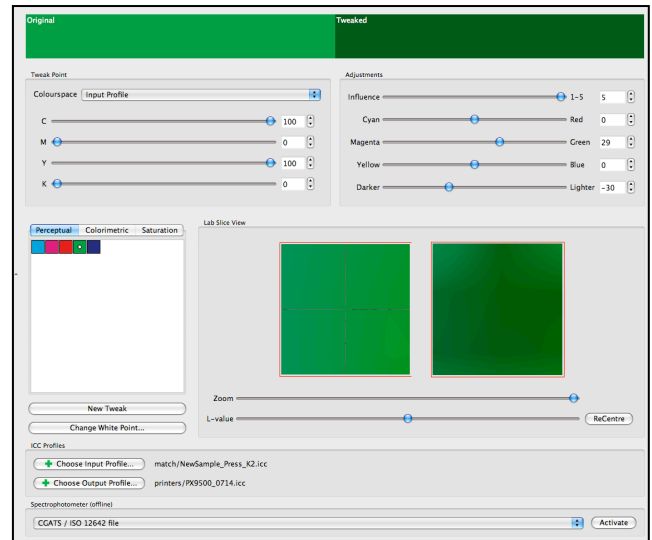 Original Tweaked
Tweak Point Adjustments
Colourspace Input Profile Influence 1-5 5
C 100 Cyan Red 0
M 0 Magenta Green 29
Y 100 Yellow Blue 0
K 0 Darker Lighter -30
Perceptual Colorimetric Saturation Lab Slice View
Zoom
New Tweak
L-value ReCentre
Change White Point...
ICC Profiles
Choose Input Profile... match/NewSample_Press_K2.icc
Choose Output Profile... printers/PX9500_0714.icc
Spectrophotometer (offline)
CGATS / ISO 12642 file Activate